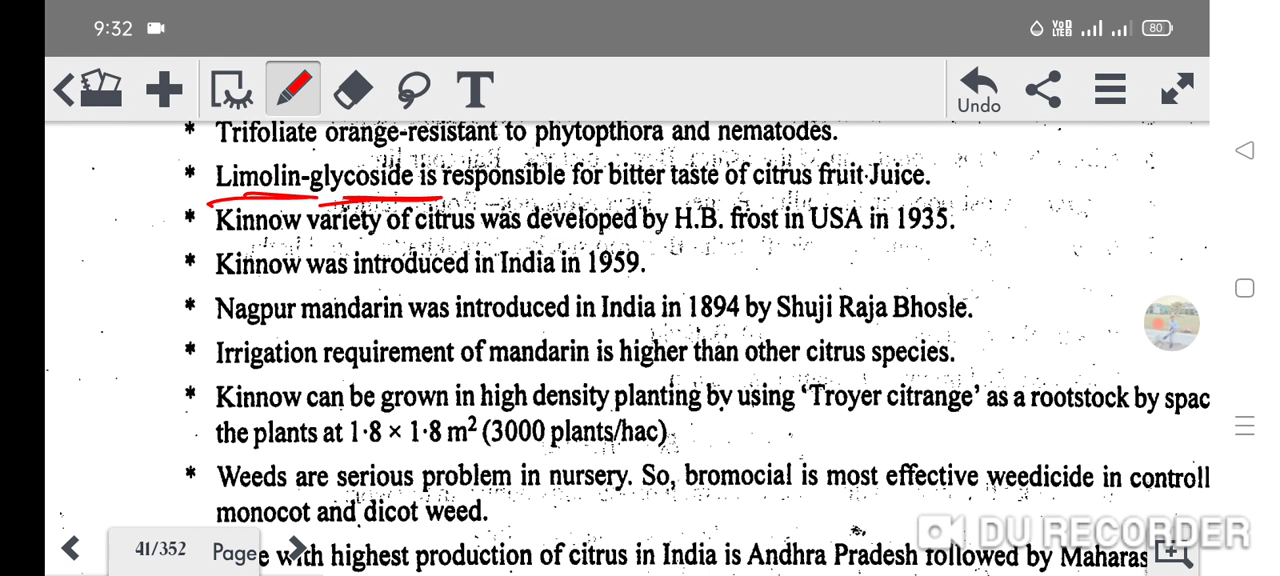 9:32
VoD
LTEB
80
T
Undo
* Trifoliate orange-resistant to phytopthora and nematodes.
* Limolin-glycoside is responsible for bitter taste of citrus fruit Juice.
* Kinnow variety of citrus was developed by H.B. frost in USA in 1935.
* Kinnow was introduced in India in 1959.
* Nagpur mandarin was introduced in India in 1894 by Shuji Raja Bhosle.
* Irrigation requirement of mandarin is higher than other citrus species.
* Kinnow can be grown in high density planting by using ‘Troyer citrange’ as a rootstock by spac
the plants at 1·8 × 1·8 m² (3000 plants/hac)
* Weeds are serious problem in nursery. So, bromocial is most effective weedicide in controll
monocot and dicot weed.
e with highest production of citrus in India is Andhra Pradesh followed by Maharas
41/352 Page
DU RECORDER